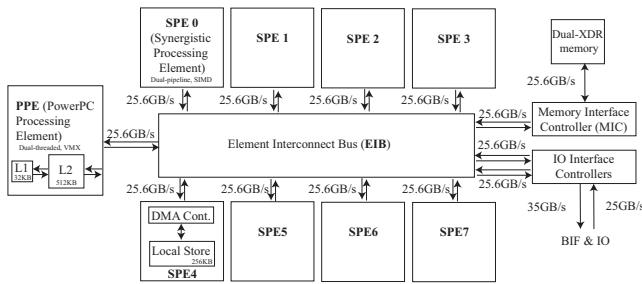 SPE 0
(Synergistic
Processing
Element)
Dual-pipeline, SIMD
SPE 1
SPE 2
SPE 3
Dual-XDR
memory
25.6GB/s
25.6GB/s
25.6GB/s
25.6GB/s
25.6GB/s
PPE (PowerPC
Processing
Element)
Dual-threaded, VMX
L1
32KB
L2
512KB
25.6GB/s
Element Interconnect Bus (EIB)
25.6GB/s
Memory Interface
Controller (MIC)
25.6GB/s
25.6GB/s
IO Interface
Controllers
25.6GB/s
25.6GB/s
25.6GB/s
25.6GB/s
DMA Cont.
Local Store
256KB
SPE4
SPE5
SPE6
SPE7
35GB/s
25GB/s
BIF & IO